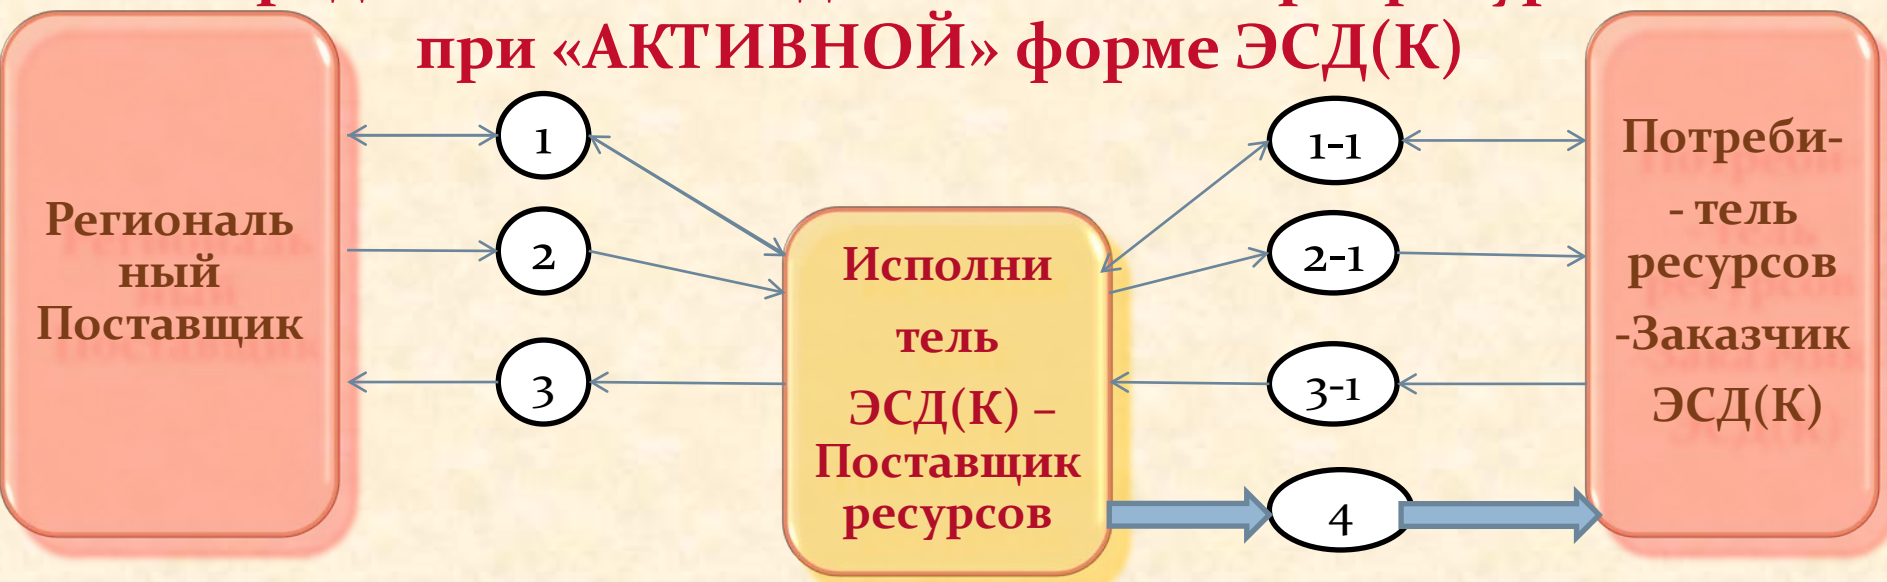 при «АКТИВНОЙ» форме ЭСД(К)
Региональ
ный
Поставщик
1
2
3
Исполни
тель
ЭСД(К) –
Поставщик
ресурсов
1-1
2-1
3-1
4
Потреби-
- тель
ресурсов
-Заказчик
ЭСД(К)